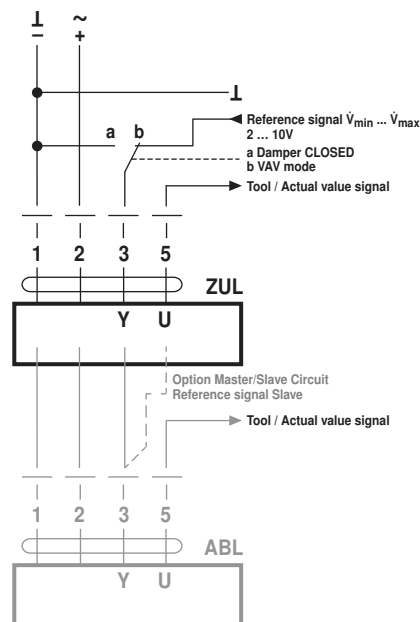 ⊥ ~
– +
⊥
a b
Reference signal V̇min ... V̇max
2 ... 10V
a Damper CLOSED
b VAV mode
Tool / Actual value signal
1 2 3 5
ZUL
Y U
Option Master/Slave Circuit
Reference signal Slave
Tool / Actual value signal
1 2 3 5
ABL
Y U